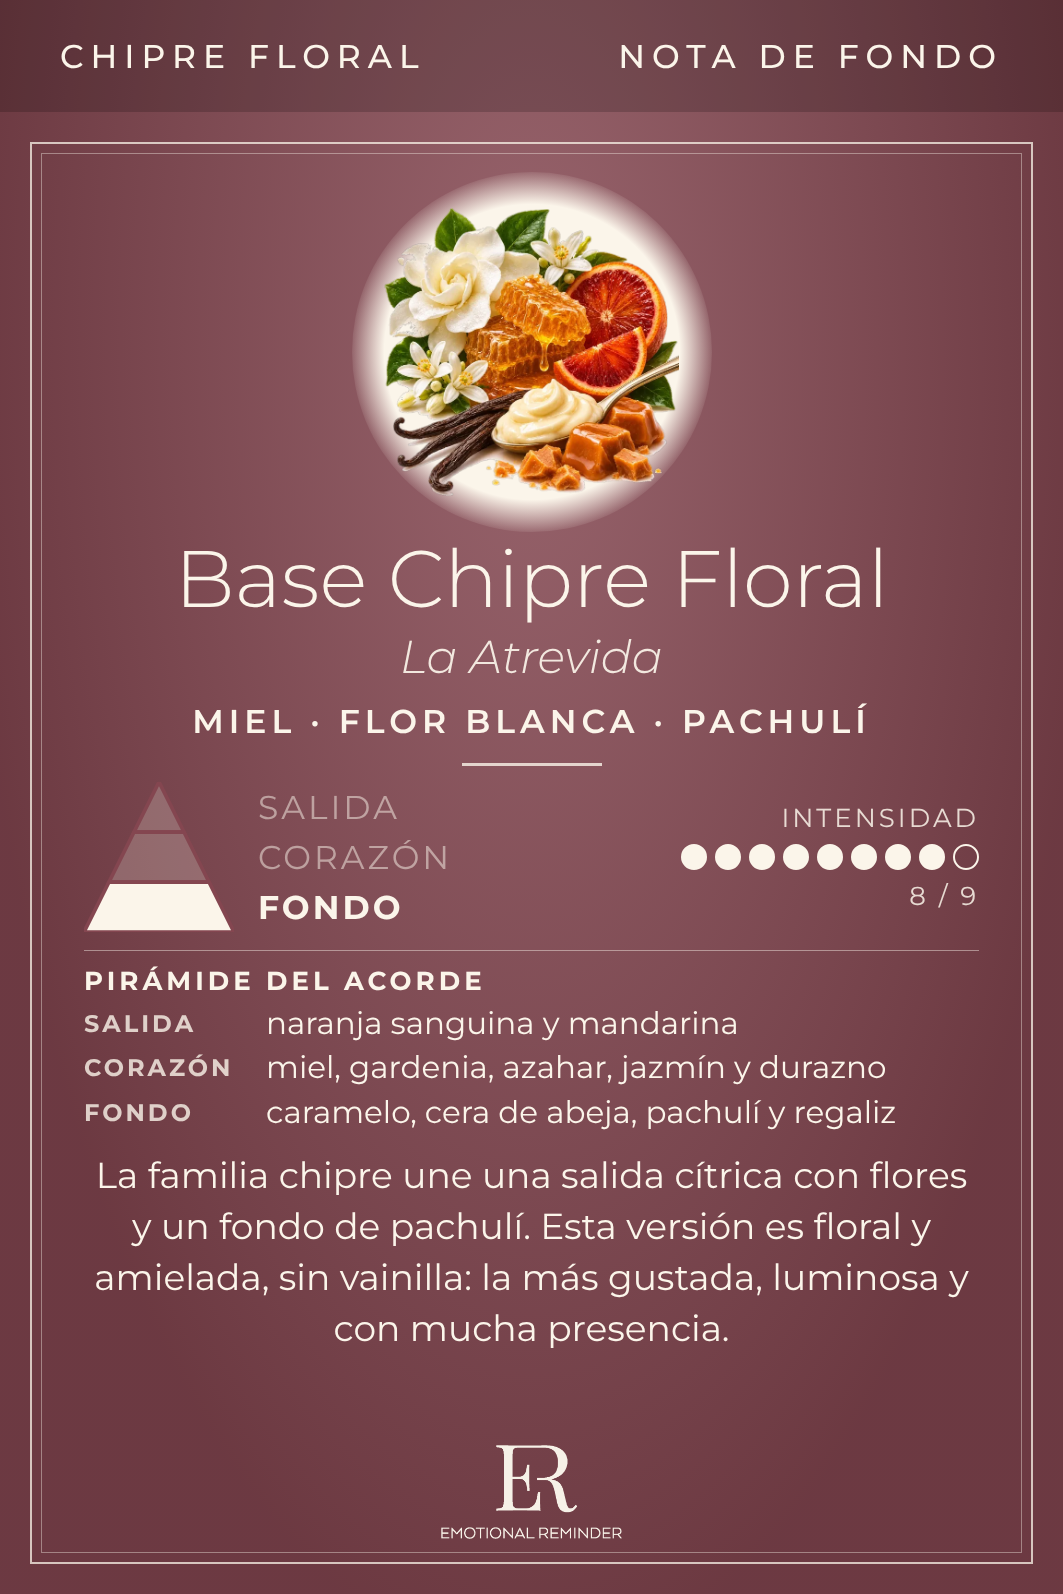 CHIPRE FLORAL
NOTA DE FONDO
Base Chipre Floral
La Atrevida
MIEL · FLOR BLANCA · PACHULÍ
SALIDA
CORAZÓN
FONDO
INTENSIDAD
8 / 9
PIRÁMIDE DEL ACORDE
SALIDA naranja sanguina y mandarina
CORAZÓN miel, gardenia, azahar, jazmín y durazno
FONDO caramelo, cera de abeja, pachulí y regaliz
La familia chipre une una salida cítrica con flores
y un fondo de pachulí. Esta versión es floral y
amielada, sin vainilla: la más gustada, luminosa y
con mucha presencia.
ER
EMOTIONAL REMINDER